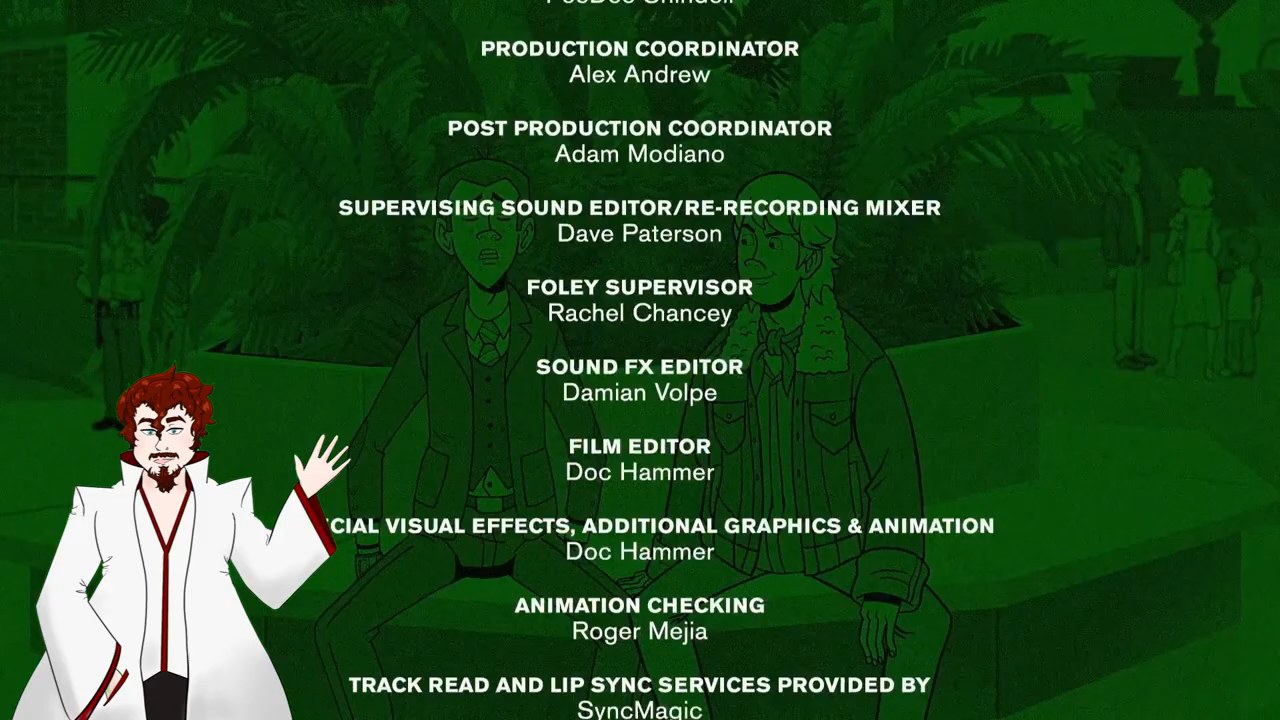 PRODUCTION COORDINATOR
Alex Andrew
POST PRODUCTION COORDINATOR
Adam Modiano
SUPERVISING SOUND EDITOR/RE-RECORDING MIXER
Dave Paterson
FOLEY SUPERVISOR
Rachel Chancey
SOUND FX EDITOR
Damian Volpe
FILM EDITOR
Doc Hammer
CIAL VISUAL EFFECTS, ADDITIONAL GRAPHICS & ANIMATION
Doc Hammer
ANIMATION CHECKING
Roger Mejia
TRACK READ AND LIP SYNC SERVICES PROVIDED BY
SyncMagic